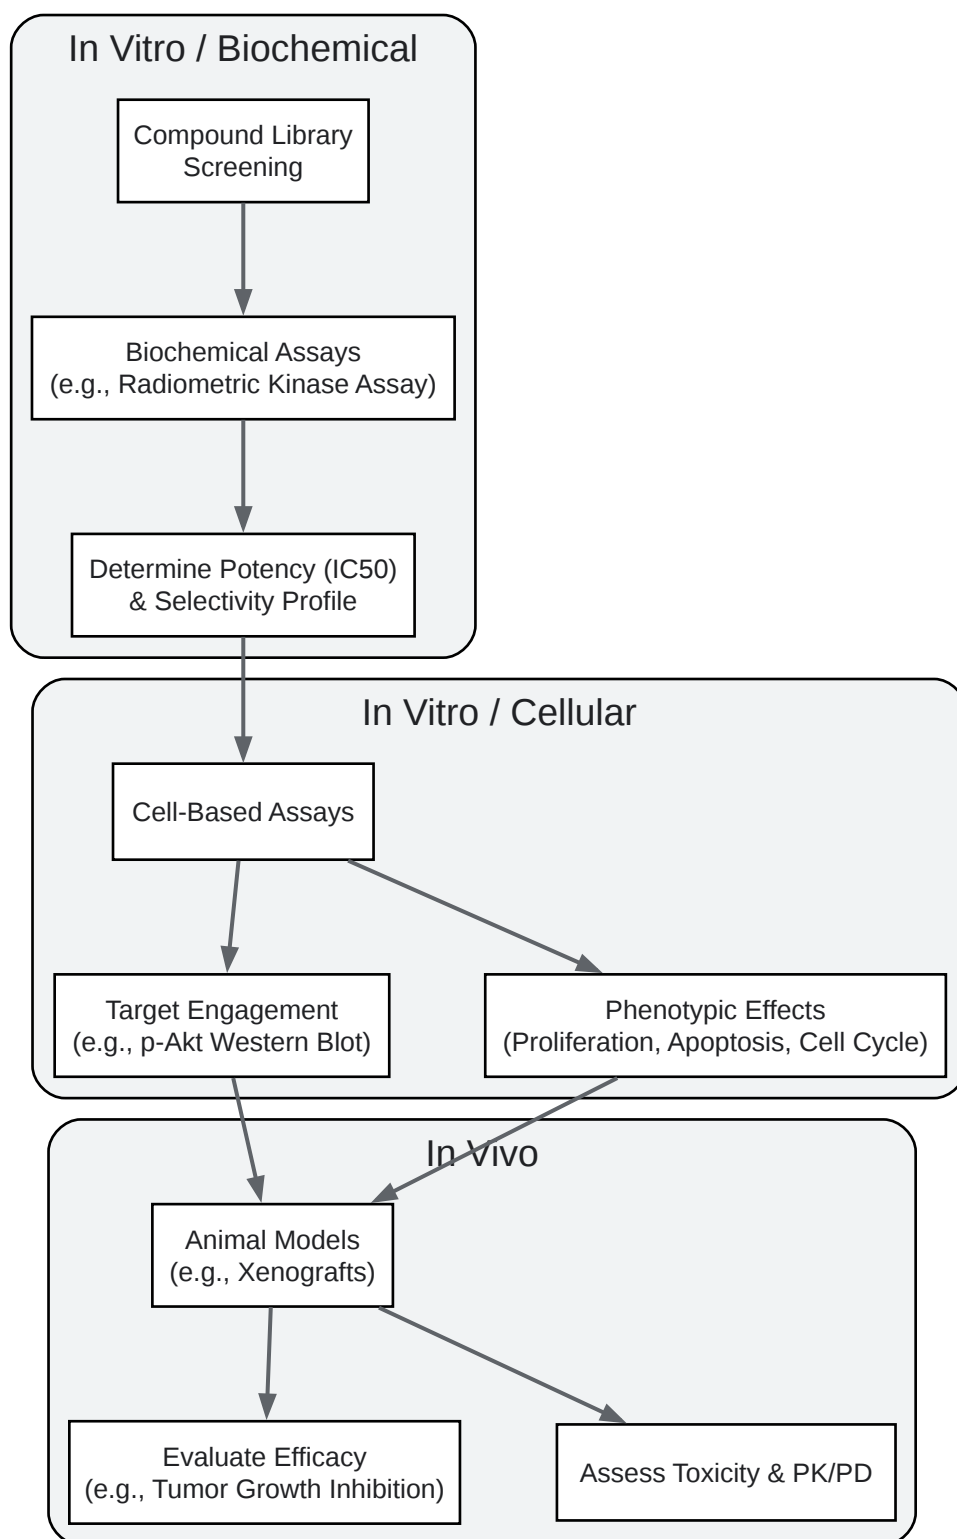 In Vitro / Biochemical
Compound Library
Screening
Biochemical Assays
(e.g., Radiometric Kinase Assay)
Determine Potency (IC50)
& Selectivity Profile
In Vitro / Cellular
Cell-Based Assays
Target Engagement
(e.g., p-Akt Western Blot)
Phenotypic Effects
(Proliferation, Apoptosis, Cell Cycle)
In Vivo
Animal Models
(e.g., Xenografts)
Evaluate Efficacy
(e.g., Tumor Growth Inhibition)
Assess Toxicity & PK/PD